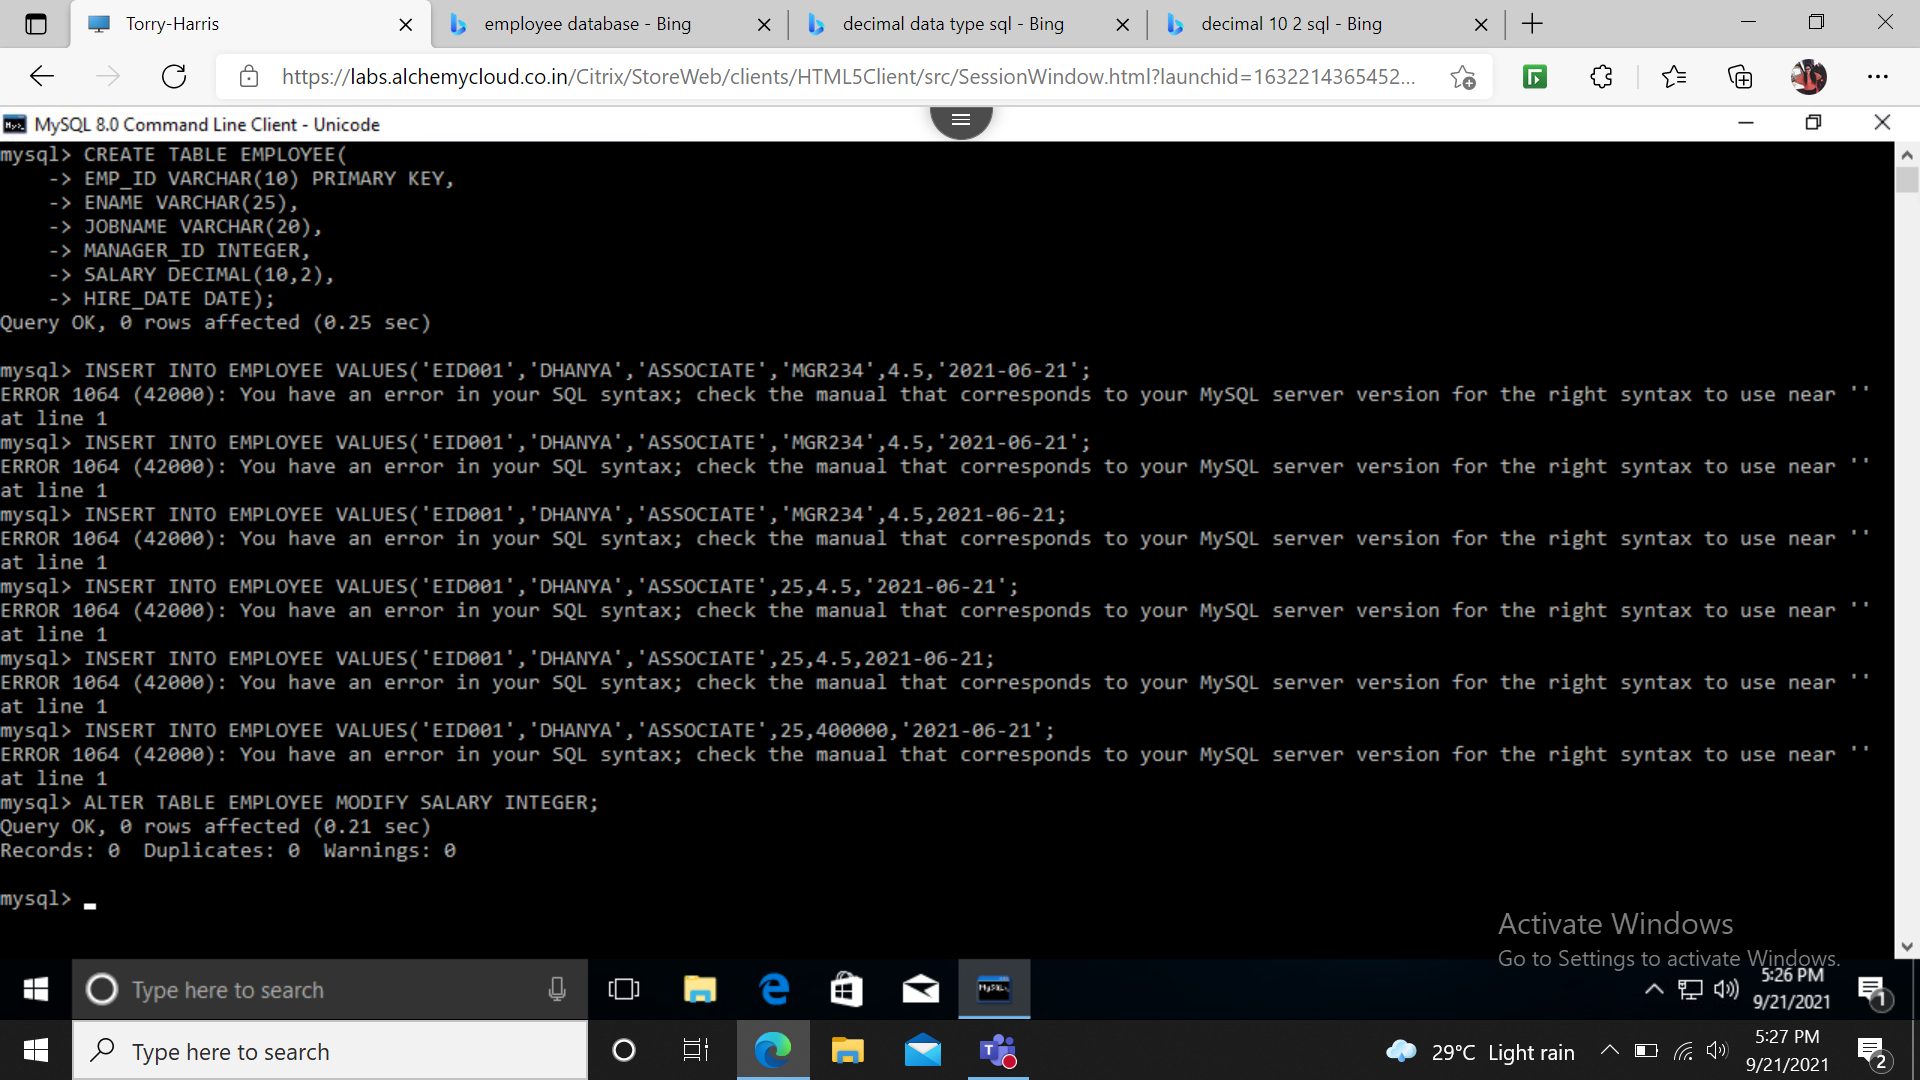 Torry-Harris
employee database - Bing
decimal data type sql - Bing
decimal 10 2 sql - Bing
https://labs.alchemycloud.co.in/Citrix/StoreWeb/clients/HTML5Client/src/SessionWindow.html?launchid=1632214365452...
MySQL 8.0 Command Line Client - Unicode
mysql> CREATE TABLE EMPLOYEE(
    -> EMP_ID VARCHAR(10) PRIMARY KEY,
    -> ENAME VARCHAR(25),
    -> JOBNAME VARCHAR(20),
    -> MANAGER_ID INTEGER,
    -> SALARY DECIMAL(10,2),
    -> HIRE_DATE DATE);
Query OK, 0 rows affected (0.25 sec)
mysql> INSERT INTO EMPLOYEE VALUES('EID001','DHANYA','ASSOCIATE','MGR234',4.5,'2021-06-21';
ERROR 1064 (42000): You have an error in your SQL syntax; check the manual that corresponds to your MySQL server version for the right syntax to use near ''
at line 1
mysql> INSERT INTO EMPLOYEE VALUES('EID001','DHANYA','ASSOCIATE','MGR234',4.5,'2021-06-21';
ERROR 1064 (42000): You have an error in your SQL syntax; check the manual that corresponds to your MySQL server version for the right syntax to use near ''
at line 1
mysql> INSERT INTO EMPLOYEE VALUES('EID001','DHANYA','ASSOCIATE','MGR234',4.5,2021-06-21;
ERROR 1064 (42000): You have an error in your SQL syntax; check the manual that corresponds to your MySQL server version for the right syntax to use near ''
at line 1
mysql> INSERT INTO EMPLOYEE VALUES('EID001','DHANYA','ASSOCIATE',25,4.5,'2021-06-21';
ERROR 1064 (42000): You have an error in your SQL syntax; check the manual that corresponds to your MySQL server version for the right syntax to use near ''
at line 1
mysql> INSERT INTO EMPLOYEE VALUES('EID001','DHANYA','ASSOCIATE',25,4.5,2021-06-21;
ERROR 1064 (42000): You have an error in your SQL syntax; check the manual that corresponds to your MySQL server version for the right syntax to use near ''
at line 1
mysql> INSERT INTO EMPLOYEE VALUES('EID001','DHANYA','ASSOCIATE',25,400000,'2021-06-21';
ERROR 1064 (42000): You have an error in your SQL syntax; check the manual that corresponds to your MySQL server version for the right syntax to use near ''
at line 1
mysql> ALTER TABLE EMPLOYEE MODIFY SALARY INTEGER;
Query OK, 0 rows affected (0.21 sec)
Records: 0  Duplicates: 0  Warnings: 0
mysql> _
Activate Windows
Go to Settings to activate Windows.
Type here to search
5:26 PM
9/21/2021
1
Type here to search
29°C Light rain
5:27 PM
9/21/2021
2